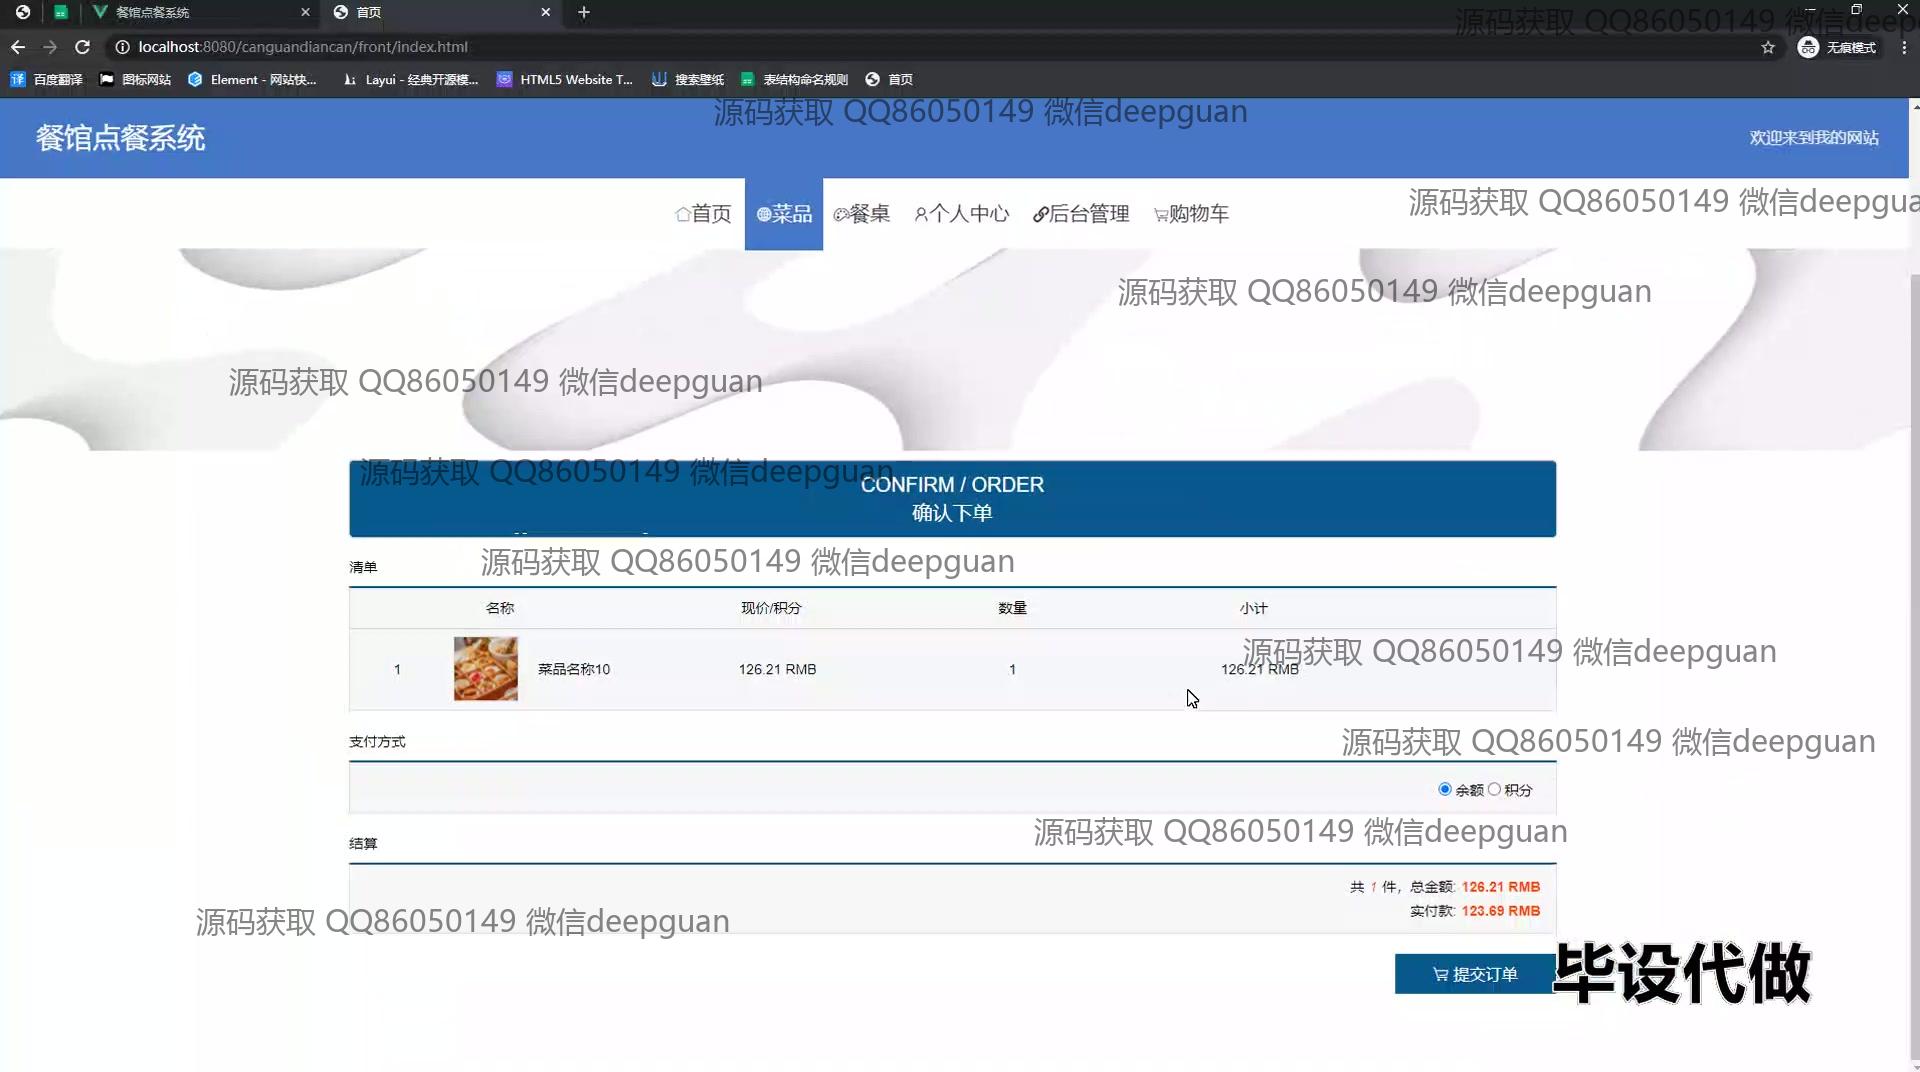 餐馆点餐系统
首页
源码获取 QQ86050149 微信deep
localhost:8080/canguandiancan/front/index.html
无痕模式
百度翻译
图标网站
Element - 网站快...
Layui - 经典开源模...
HTML5 Website T...
搜索壁纸
表结构命名规则
首页
源码获取 QQ86050149 微信deepguan
餐馆点餐系统
欢迎来到我的网站
首页
菜品
餐桌
个人中心
后台管理
购物车
源码获取 QQ86050149 微信deepgua
源码获取 QQ86050149 微信deepguan
源码获取 QQ86050149 微信deepguan
源码获取 QQ86050149 微信deepguan
CONFIRM / ORDER
确认下单
源码获取 QQ86050149 微信deepguan
清单
名称 现价/积分 数量 小计
源码获取 QQ86050149 微信deepguan
1 菜品名称10 126.21 RMB 1 126.21 RMB
支付方式
源码获取 QQ86050149 微信deepguan
余额 积分
源码获取 QQ86050149 微信deepguan
结算
共 1 件，总金额: 126.21 RMB
实付款: 123.69 RMB
源码获取 QQ86050149 微信deepguan
提交订单
毕设代做